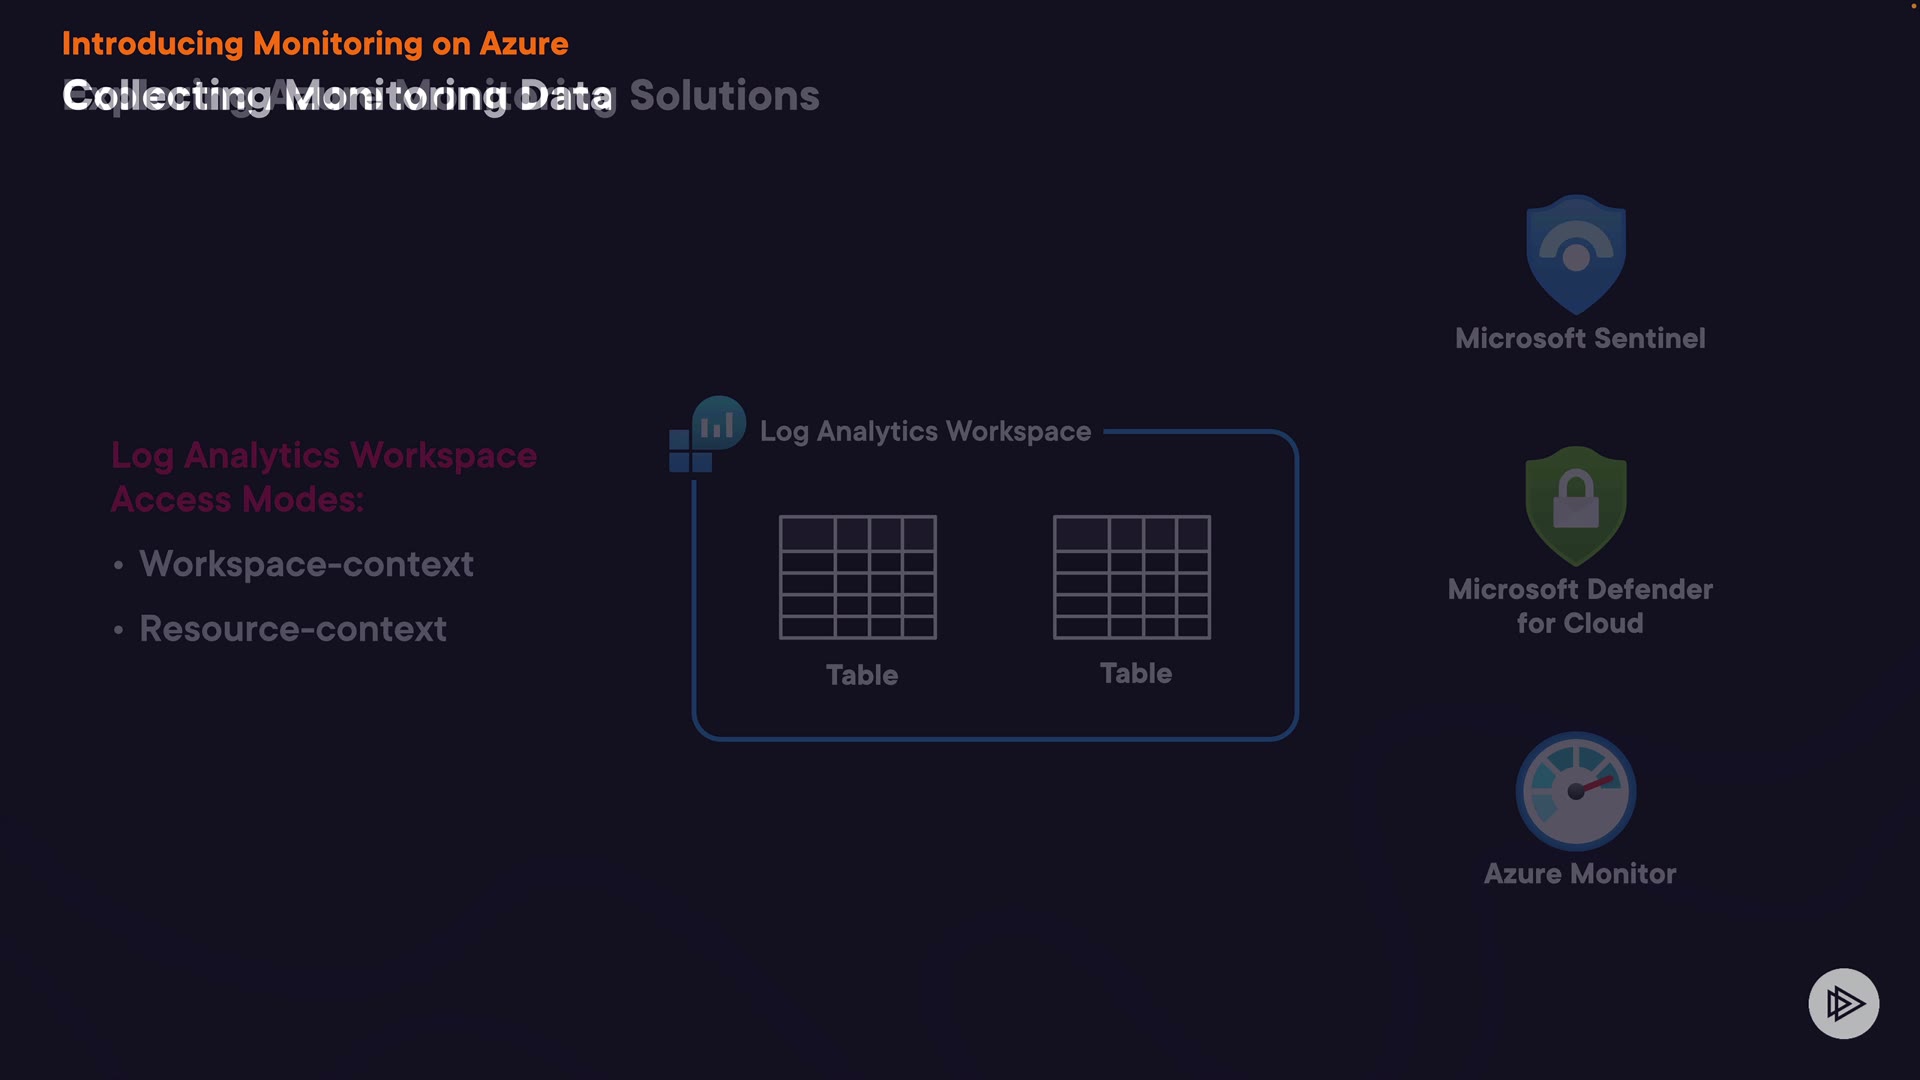 Introducing Monitoring on Azure
Collecting Monitoring Data
Solutions
Microsoft Sentinel
Log Analytics Workspace
Log Analytics Workspace
Access Modes:
• Workspace-context
• Resource-context
Table
Table
Microsoft Defender
for Cloud
Azure Monitor